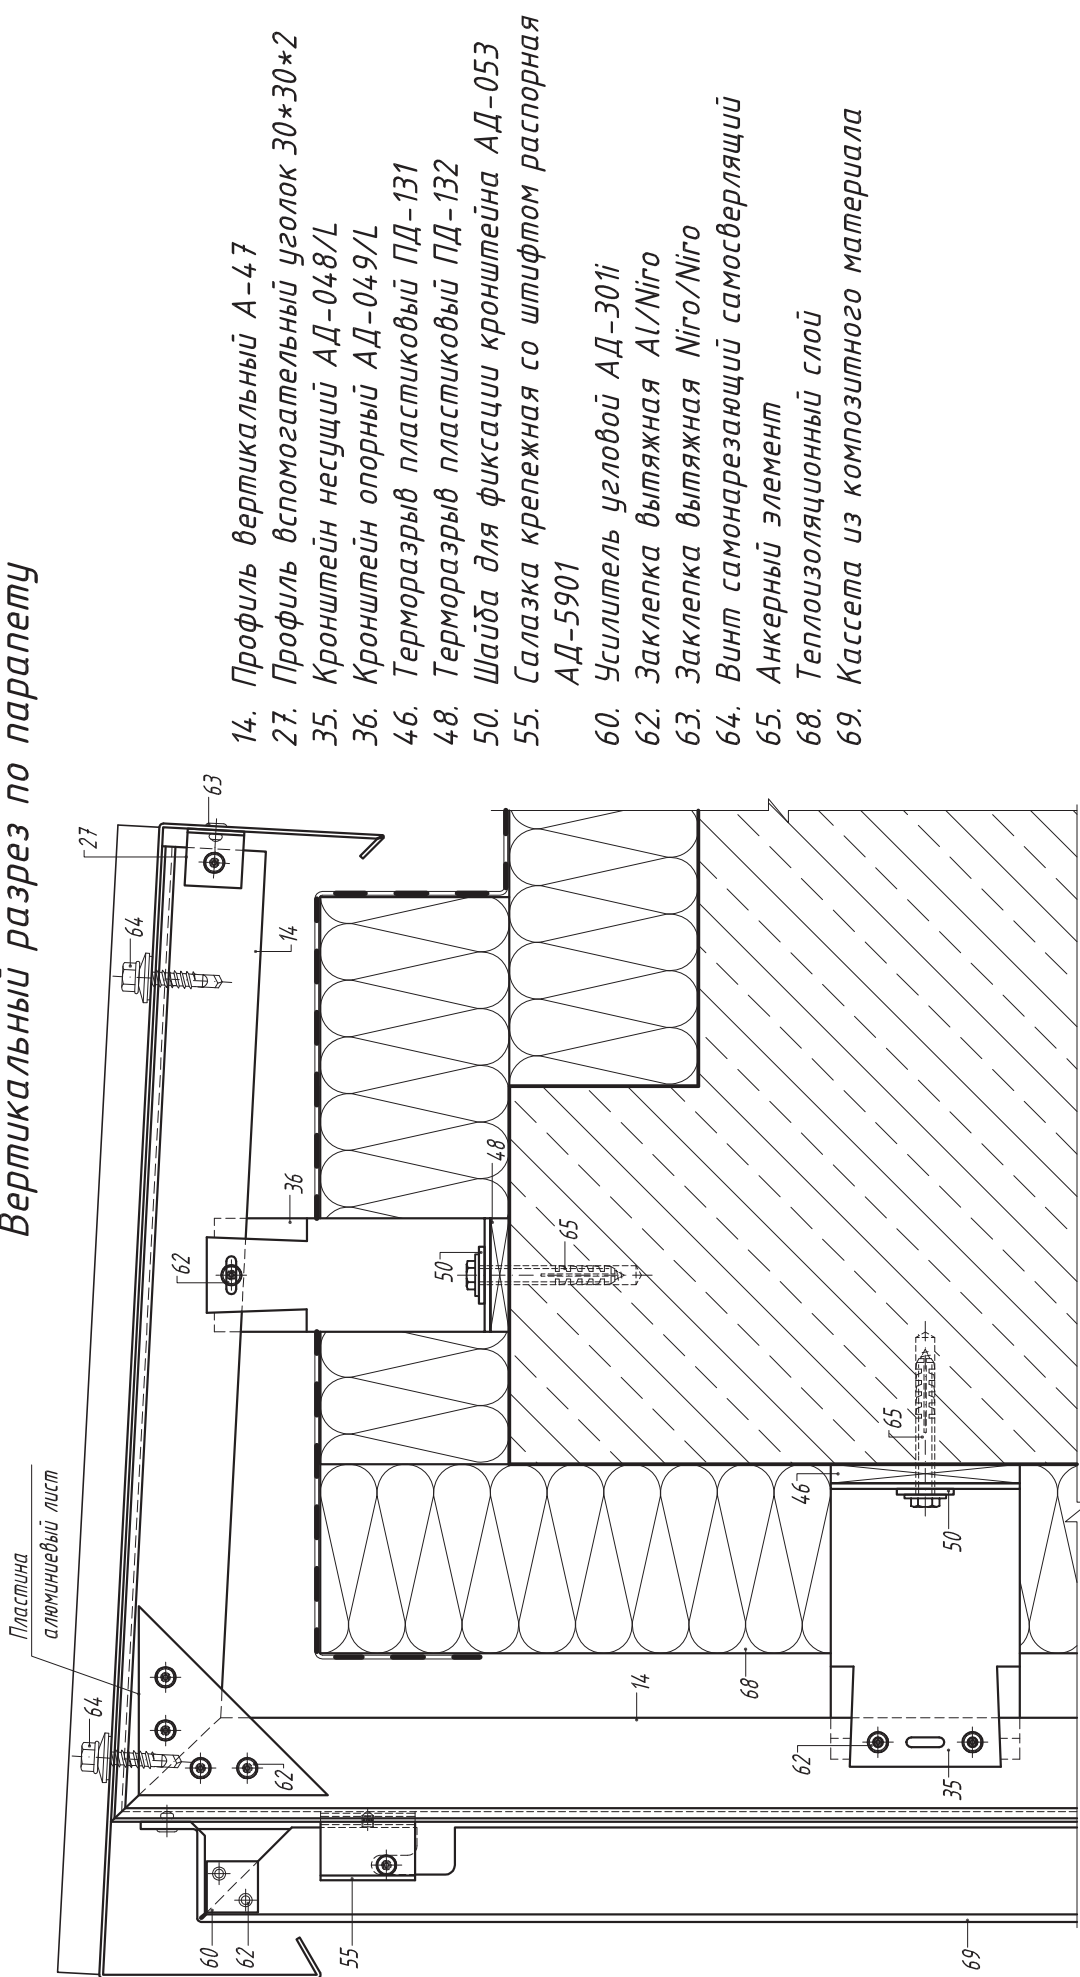 Вертикальный разрез по парапету
14. Профиль вертикальный А-47
27. Профиль вспомогательный уголок 30*30*2
35. Кронштейн несущий АД-048/L
36. Кронштейн опорный АД-049/L
46. Терморазрыв пластиковый ПД-131
48. Терморазрыв пластиковый ПД-132
50. Шайба для фиксации кронштейна АД-053
55. Салазка крепежная со штифтом распорная
АД-5901
60. Усилитель угловой АД-301i
62. Заклепка вытяжная Al/Niro
63. Заклепка вытяжная Niro/Niro
64. Винт самонарезающий самосверлящий
65. Анкерный элемент
68. Теплоизоляционный слой
69. Кассета из композитного материала
Пластина
алюминиевый лист
64
62
60
62
55
69
14
68
62
35
50
46
65
62
36
50
48
65
14
64
27
63